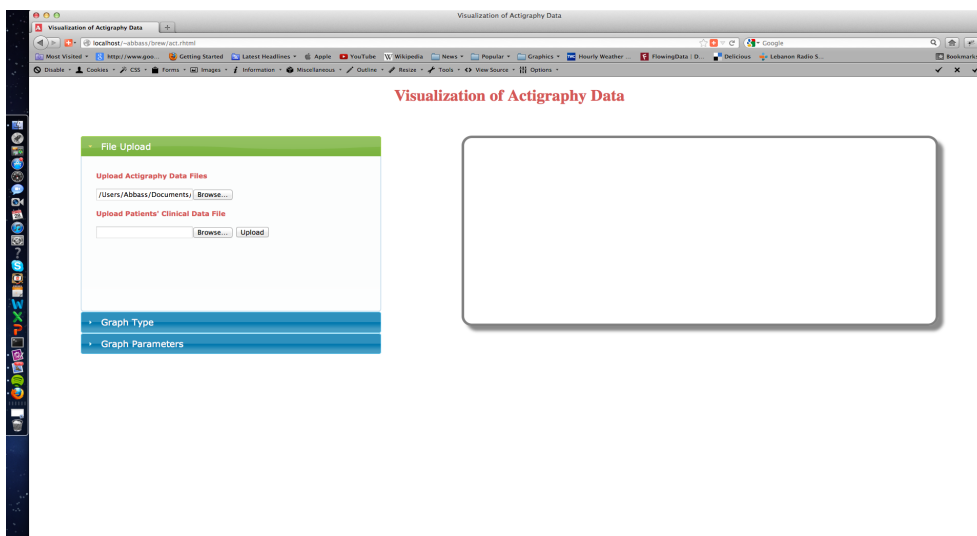 Visualization of Actigraphy Data
Visualization of Actigraphy Data
localhost/~abbass/brew/act.rhtml
Google
Most Visited http://www.goo... Getting Started Latest Headlines Apple YouTube Wikipedia News Popular Graphics Hourly Weather ... FlowingData | D... Delicious Lebanon Radio S... Bookmarks
Disable Cookies CSS Forms Images Information Miscellaneous Outline Resize Tools View Source Options
Visualization of Actigraphy Data
File Upload
Upload Actigraphy Data Files
/Users/Abbass/Documents/ Browse...
Upload Patients' Clinical Data File
Browse... Upload
Graph Type
Graph Parameters